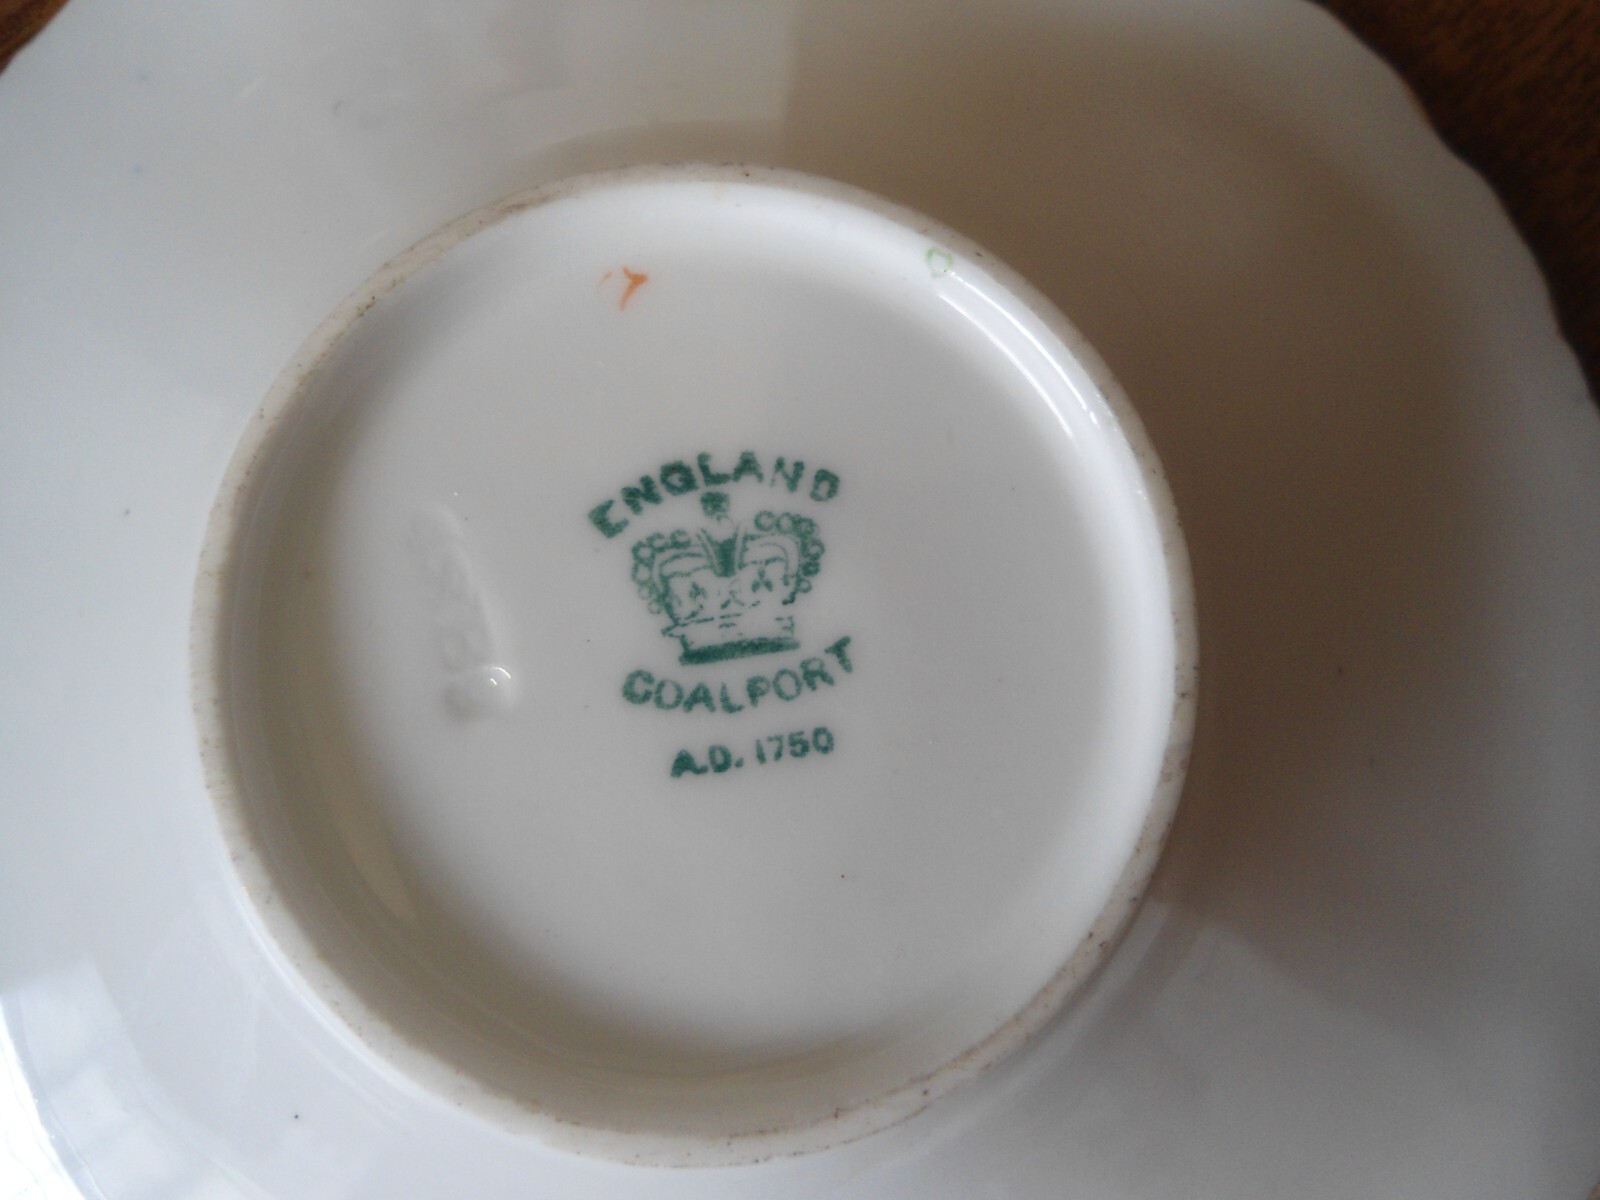 ENGLAND
COALPORT
A.D. 1750